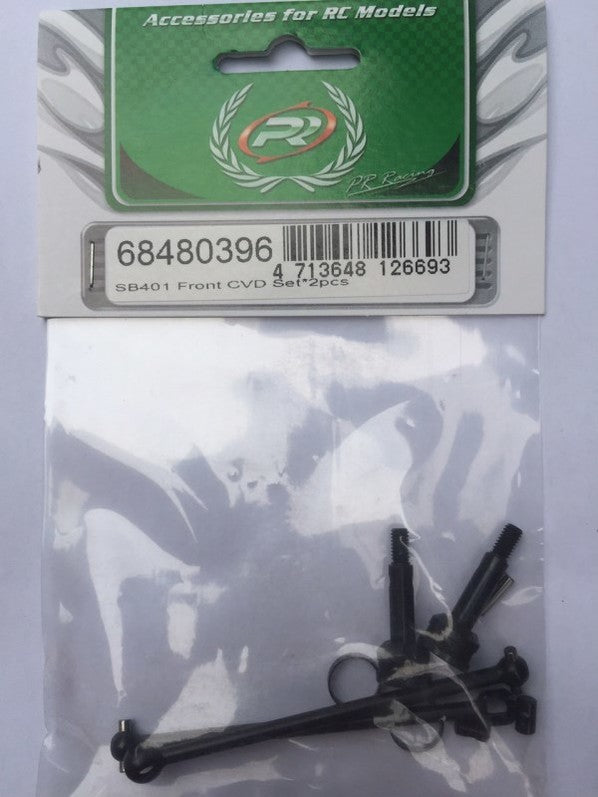 Accessories for RC Models
PR
PR Racing
68480396
4 713648 126693
SB401 Front CVD Set*2pcs